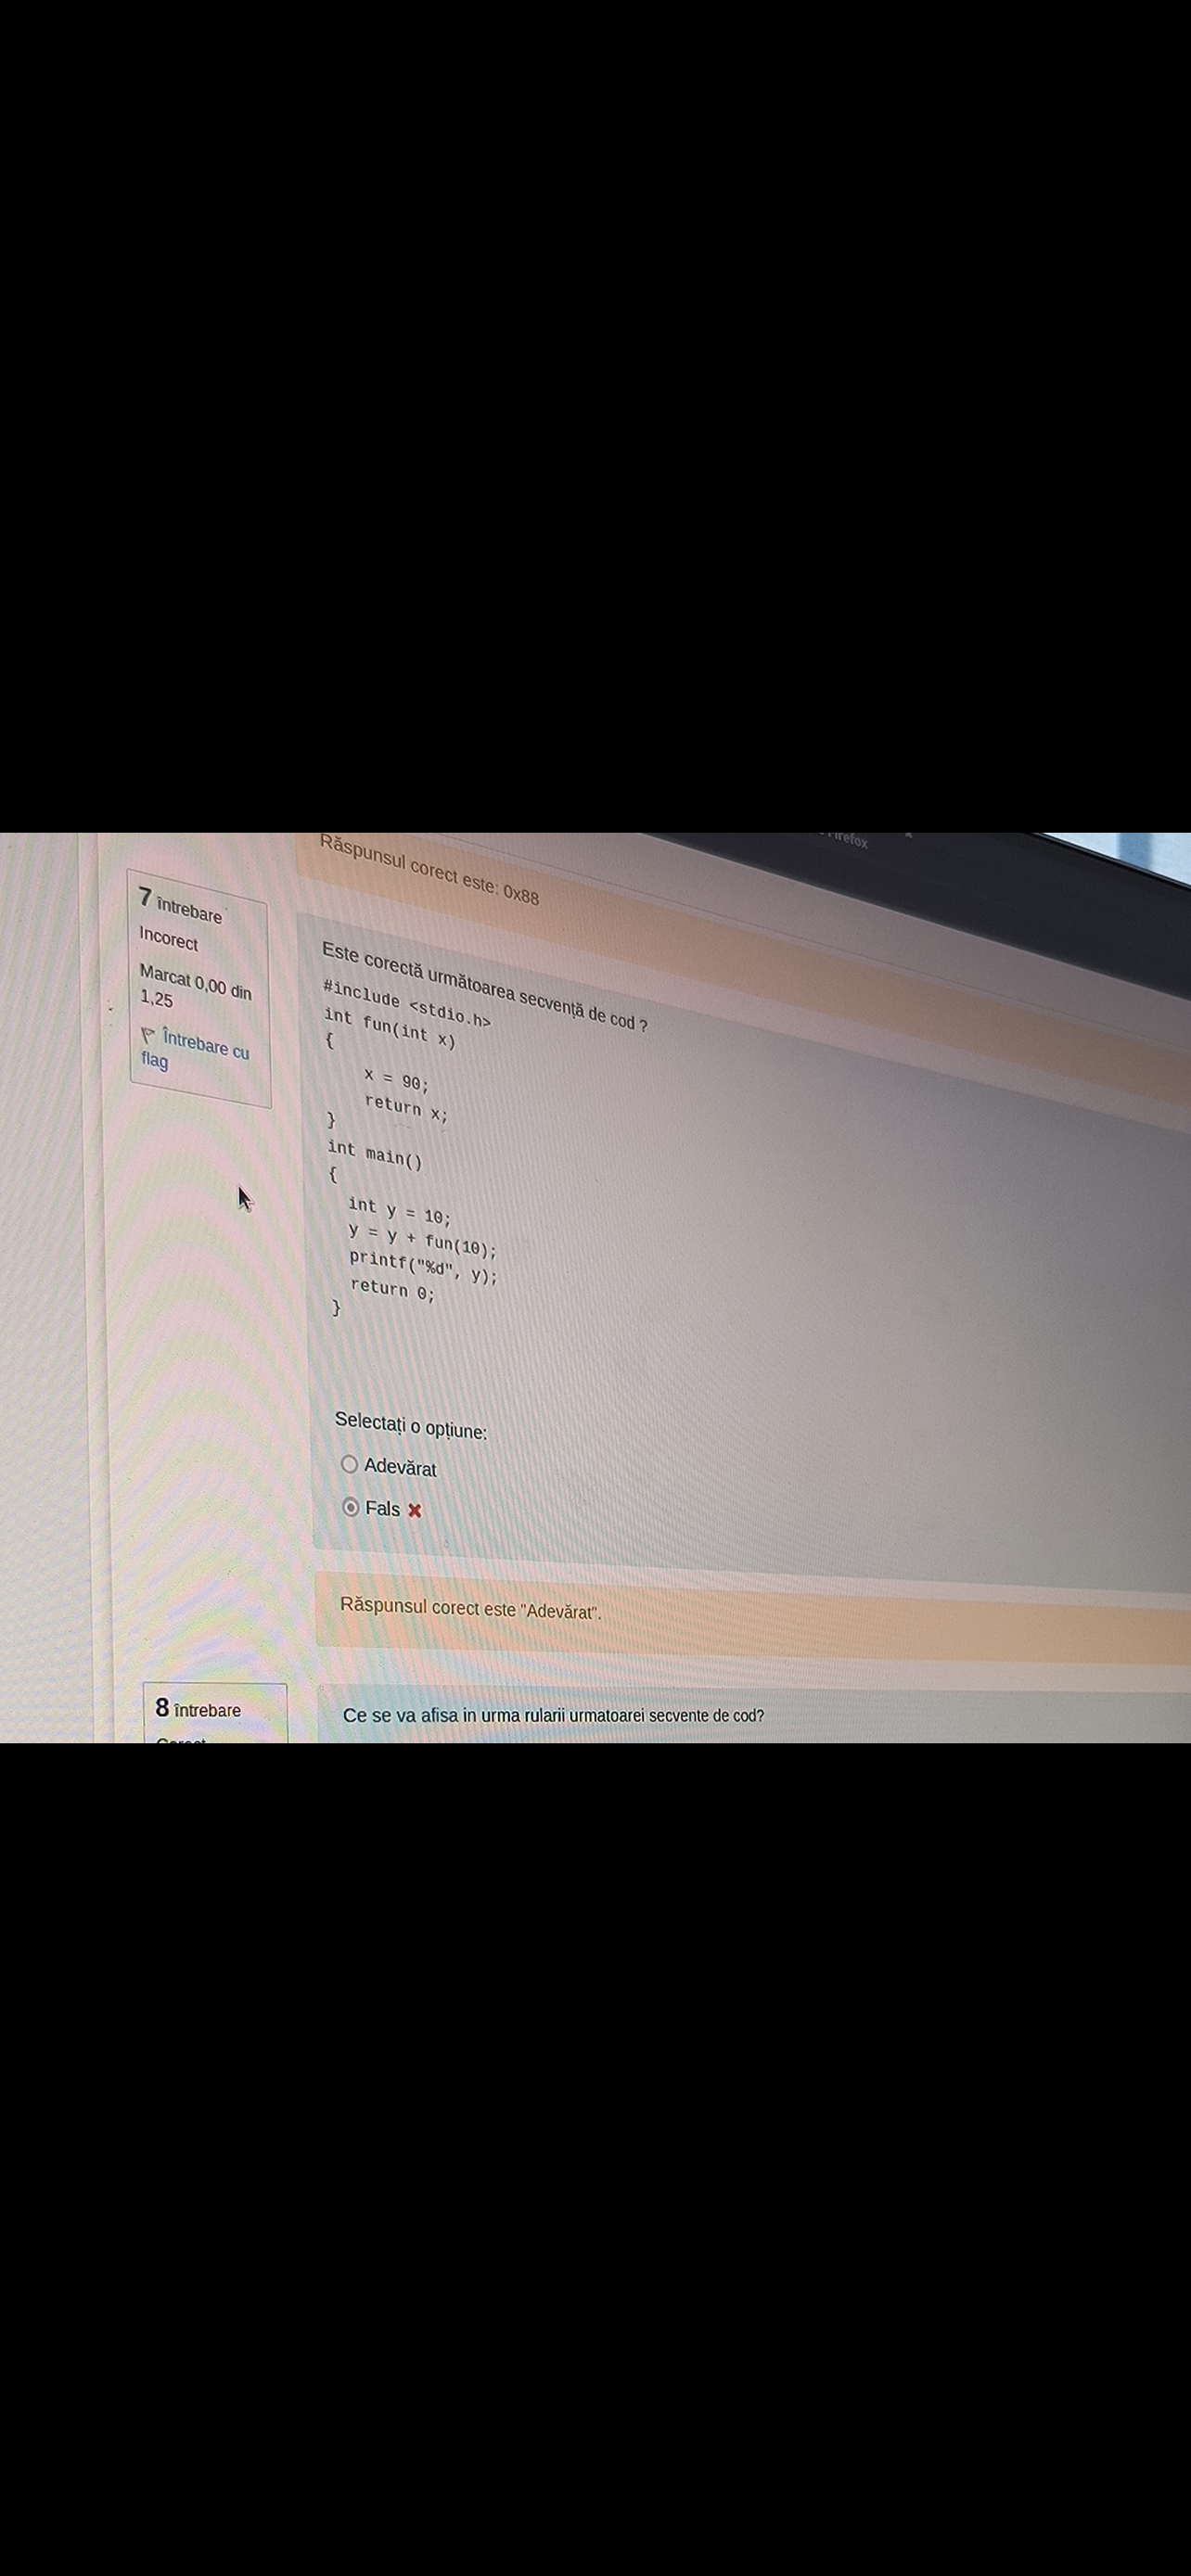 Răspunsul corect este: 0x88
7 întrebare
Incorect
Marcat 0,00 din
1,25
Întrebare cu
flag
Este corectă următoarea secvență de cod ?
#include <stdio.h>
int fun(int x)
{
x = 90;
return x;
}
int main()
{
int y = 10;
y = y + fun(10);
printf("%d", y);
return 0;
}
Selectați o opțiune:
Adevărat
Fals
Răspunsul corect este "Adevărat".
8 întrebare
Ce se va afisa in urma rularii urmatoarei secvente de cod?